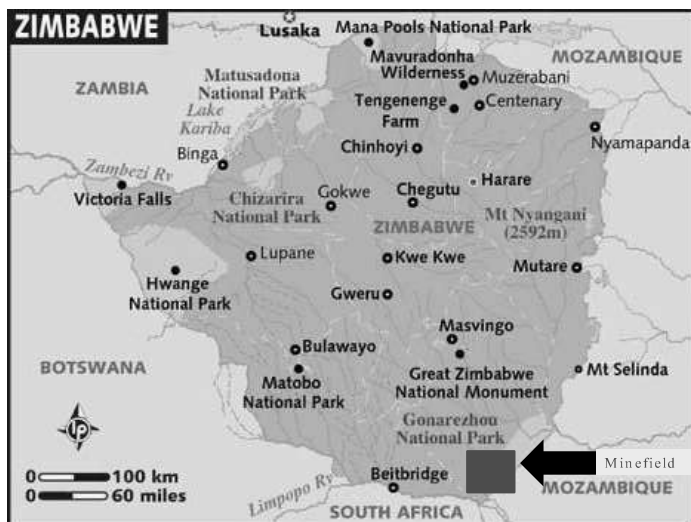 ZIMBABWE
Lusaka
Mana Pools National Park
MOZAMBIQUE
Mavuradonha
Wilderness
Muzerabani
ZAMBIA
Matusadona
National Park
Centenary
Tengenenge
Farm
Lake
Kariba
Nyamapanda
Chinhoyi
Binga
Zambezi Rv
Harare
Victoria Falls
Chizarira
National Park
Gokwe
Chegutu
Mt Nyangani
(2592m)
ZIMBABWE
Lupane
Kwe Kwe
Mutare
Hwange
National Park
Gweru
Masvingo
Bulawayo
BOTSWANA
Great Zimbabwe
National Monument
Mt Selinda
Matobo
National Park
Gonarezhou
National Park
lp
Minefield
0 100 km
0 60 miles
Beitbridge
MOZAMBIQUE
Limpopo Rv
SOUTH AFRICA